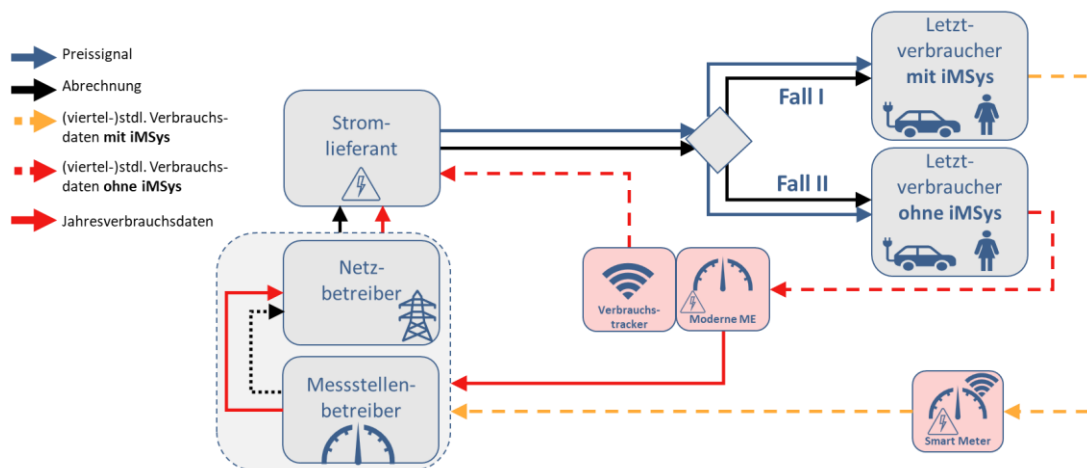 Preissignal
Abrechnung
(viertel-)stdl. Verbrauchs-
daten mit iMSys
(viertel-)stdl. Verbrauchs-
daten ohne iMSys
Jahresverbrauchsdaten
Strom-
lieferant
Netz-
betreiber
Messstellen-
betreiber
Fall I
Fall II
Letzt-
verbraucher
mit iMSys
Letzt-
verbraucher
ohne iMSys
Verbrauchs-
tracker
Moderne ME
Smart Meter